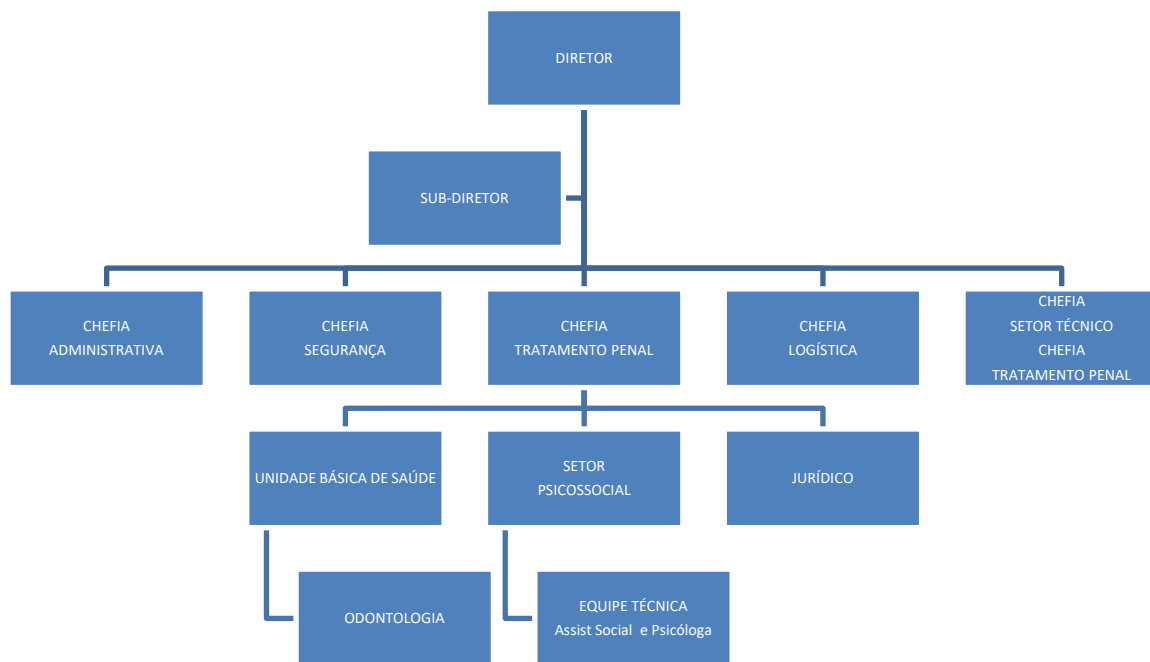 DIRETOR
SUB-DIRETOR
CHEFIA
ADMINISTRATIVA
CHEFIA
SEGURANÇA
CHEFIA
TRATAMENTO PENAL
CHEFIA
LOGÍSTICA
CHEFIA
SETOR TÉCNICO
CHEFIA
TRATAMENTO PENAL
UNIDADE BÁSICA DE SAÚDE
SETOR
PSICOSSOCIAL
JURÍDICO
ODONTOLOGIA
EQUIPE TÉCNICA
Assist Social e Psicóloga